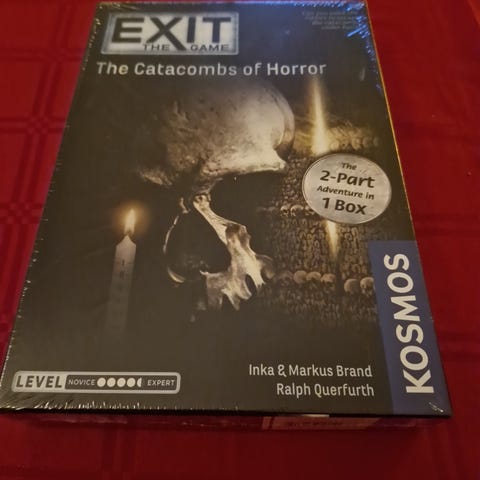 EXIT
THE GAME
The Catacombs of Horror
The
2-Part
Adventure in
1 Box
KOSMOS
Inka & Markus Brand
Ralph Querfurth
LEVEL NOVICE EXPERT